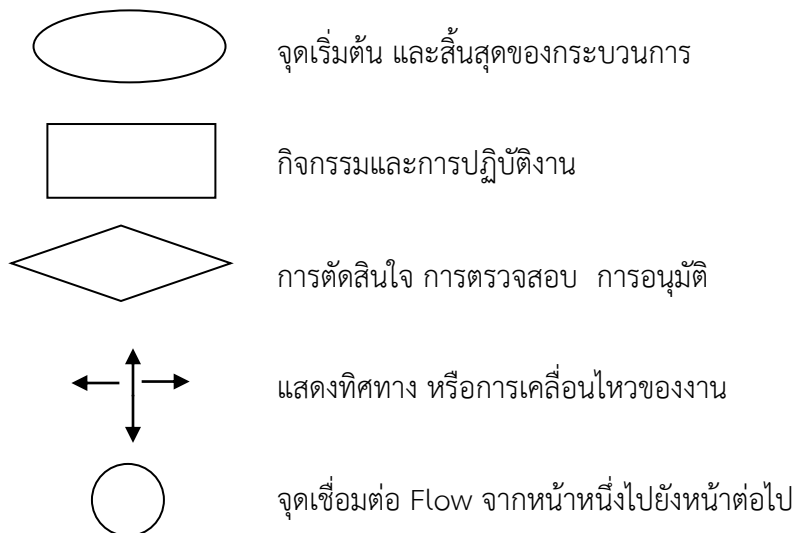 จุดเริ่มต้น และสิ้นสุดของกระบวนการ
กิจกรรมและการปฏิบัติงาน
การตัดสินใจ การตรวจสอบ การอนุมัติ
แสดงทิศทาง หรือการเคลื่อนไหวของงาน
จุดเชื่อมต่อ Flow จากหน้าหนึ่งไปยังหน้าต่อไป